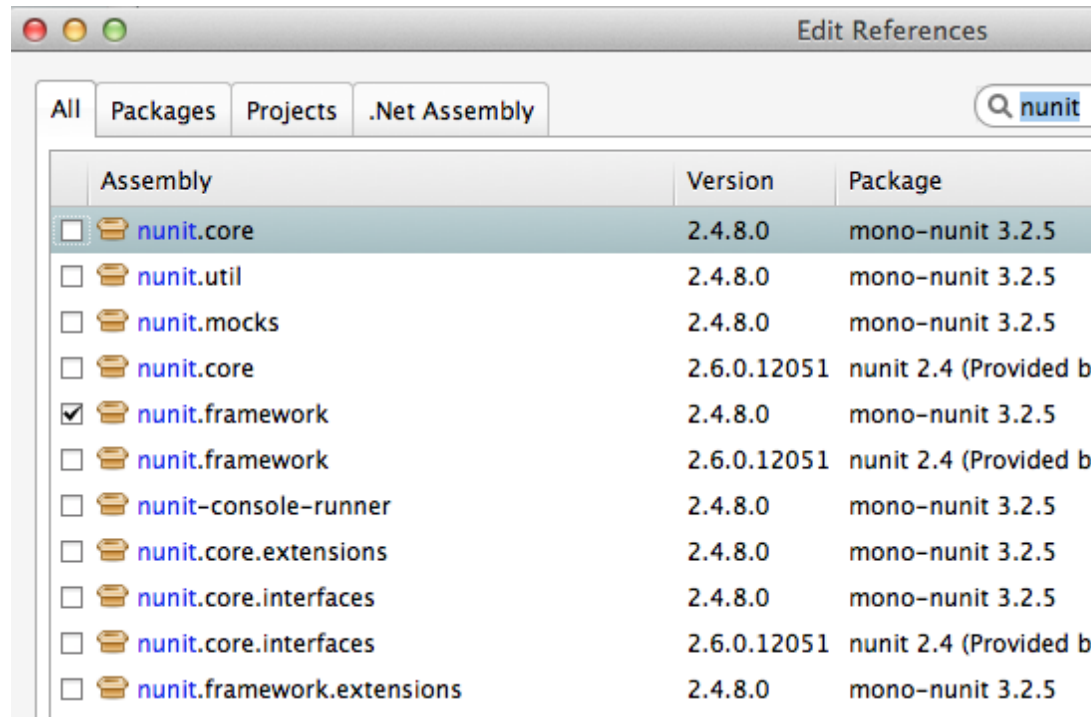 Edit References
All Packages Projects .Net Assembly nunit
Assembly Version Package
nunit.core 2.4.8.0 mono-nunit 3.2.5
nunit.util 2.4.8.0 mono-nunit 3.2.5
nunit.mocks 2.4.8.0 mono-nunit 3.2.5
nunit.core 2.6.0.12051 nunit 2.4 (Provided b
nunit.framework 2.4.8.0 mono-nunit 3.2.5
nunit.framework 2.6.0.12051 nunit 2.4 (Provided b
nunit-console-runner 2.4.8.0 mono-nunit 3.2.5
nunit.core.extensions 2.4.8.0 mono-nunit 3.2.5
nunit.core.interfaces 2.4.8.0 mono-nunit 3.2.5
nunit.core.interfaces 2.6.0.12051 nunit 2.4 (Provided b
nunit.framework.extensions 2.4.8.0 mono-nunit 3.2.5